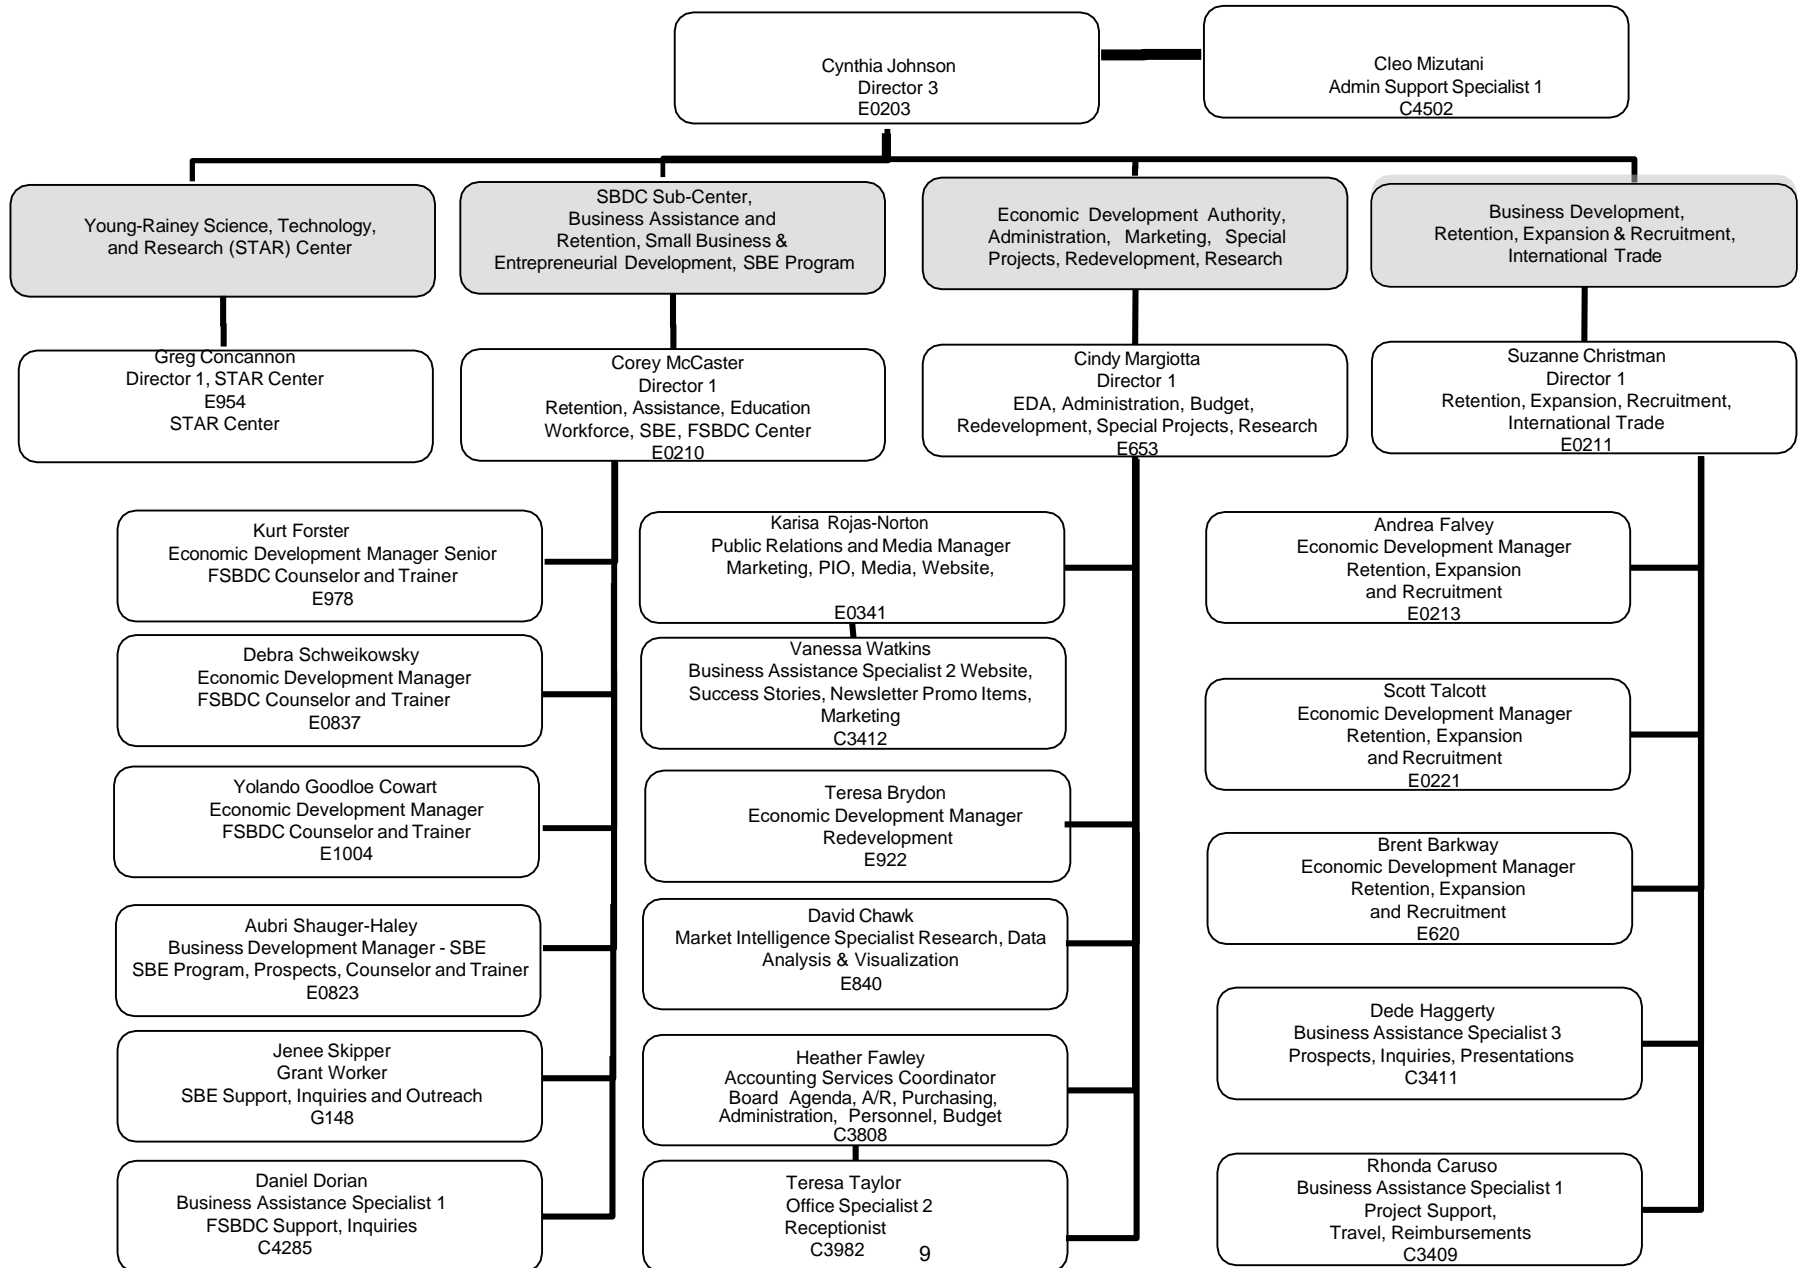 Cynthia Johnson
Director 3
E0203
Cleo Mizutani
Admin Support Specialist 1
C4502
Young-Rainey Science, Technology,
and Research (STAR) Center
SBDC Sub-Center,
Business Assistance and
Retention, Small Business &
Entrepreneurial Development, SBE Program
Economic Development Authority,
Administration, Marketing, Special
Projects, Redevelopment, Research
Business Development,
Retention, Expansion & Recruitment,
International Trade
Greg Concannon
Director 1, STAR Center
E954
STAR Center
Corey McCaster
Director 1
Retention, Assistance, Education
Workforce, SBE, FSBDC Center
E0210
Cindy Margiotta
Director 1
EDA, Administration, Budget,
Redevelopment, Special Projects, Research
E653
Suzanne Christman
Director 1
Retention, Expansion, Recruitment,
International Trade
E0211
Kurt Forster
Economic Development Manager Senior
FSBDC Counselor and Trainer
E978
Debra Schweikowsky
Economic Development Manager
FSBDC Counselor and Trainer
E0837
Yolando Goodloe Cowart
Economic Development Manager
FSBDC Counselor and Trainer
E1004
Aubri Shauger-Haley
Business Development Manager - SBE
SBE Program, Prospects, Counselor and Trainer
E0823
Jenee Skipper
Grant Worker
SBE Support, Inquiries and Outreach
G148
Daniel Dorian
Business Assistance Specialist 1
FSBDC Support, Inquiries
C4285
Karisa Rojas-Norton
Public Relations and Media Manager
Marketing, PIO, Media, Website,
E0341
Vanessa Watkins
Business Assistance Specialist 2 Website,
Success Stories, Newsletter Promo Items,
Marketing
C3412
Teresa Brydon
Economic Development Manager
Redevelopment
E922
David Chawk
Market Intelligence Specialist Research, Data
Analysis & Visualization
E840
Heather Fawley
Accounting Services Coordinator
Board Agenda, A/R, Purchasing,
Administration, Personnel, Budget
C3808
Teresa Taylor
Office Specialist 2
Receptionist
C3982
Andrea Falvey
Economic Development Manager
Retention, Expansion
and Recruitment
E0213
Scott Talcott
Economic Development Manager
Retention, Expansion
and Recruitment
E0221
Brent Barkway
Economic Development Manager
Retention, Expansion
and Recruitment
E620
Dede Haggerty
Business Assistance Specialist 3
Prospects, Inquiries, Presentations
C3411
Rhonda Caruso
Business Assistance Specialist 1
Project Support,
Travel, Reimbursements
C3409
9